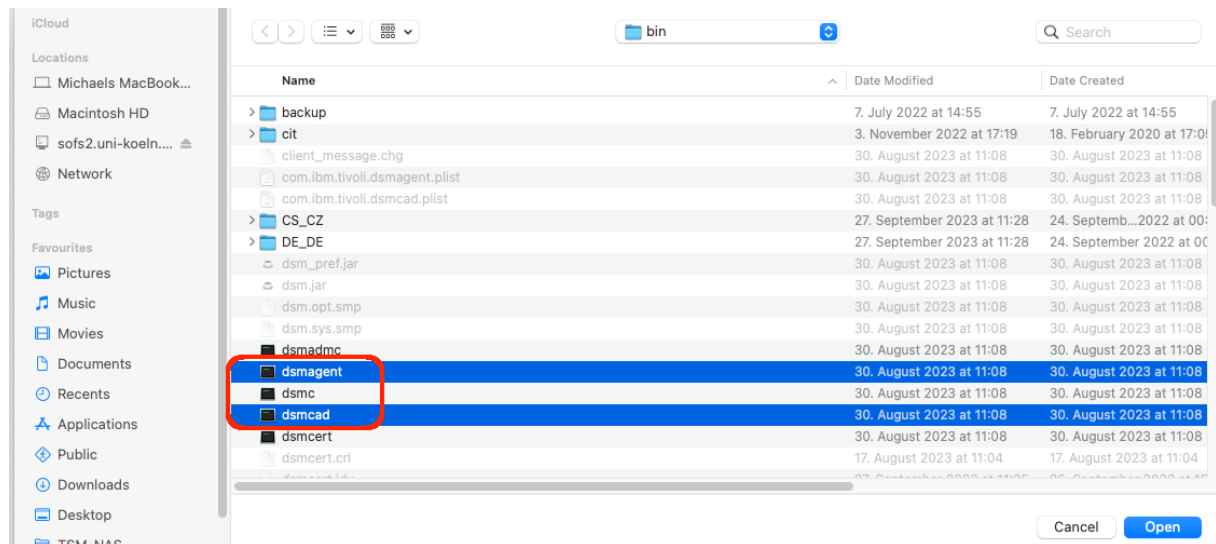 iCloud
Locations
Michaels MacBook...
Macintosh HD
sofs2.uni-koeln....
Network
Tags
Favourites
Pictures
Music
Movies
Documents
Recents
Applications
Public
Downloads
Desktop
TSM-NAS
bin
Search
Name Date Modified Date Created
backup 7. July 2022 at 14:55 7. July 2022 at 14:55
cit 3. November 2022 at 17:19 18. February 2020 at 17:0
client_message.chg 30. August 2023 at 11:08 30. August 2023 at 11:08
com.ibm.tivoli.dsmagent.plist 30. August 2023 at 11:08 30. August 2023 at 11:08
com.ibm.tivoli.dsmcad.plist 30. August 2023 at 11:08 30. August 2023 at 11:08
CS_CZ 27. September 2023 at 11:28 24. Septemb...2022 at 00:
DE_DE 27. September 2023 at 11:28 24. September 2022 at 00
dsm_pref.jar 30. August 2023 at 11:08 30. August 2023 at 11:08
dsm.jar 30. August 2023 at 11:08 30. August 2023 at 11:08
dsm.opt.smp 30. August 2023 at 11:08 30. August 2023 at 11:08
dsm.sys.smp 30. August 2023 at 11:08 30. August 2023 at 11:08
dsmadmc 30. August 2023 at 11:08 30. August 2023 at 11:08
dsmagent 30. August 2023 at 11:08 30. August 2023 at 11:08
dsmc 30. August 2023 at 11:08 30. August 2023 at 11:08
dsmcad 30. August 2023 at 11:08 30. August 2023 at 11:08
dsmcert 30. August 2023 at 11:08 30. August 2023 at 11:08
dsmcert.crl 17. August 2023 at 11:04 17. August 2023 at 11:04
Cancel Open